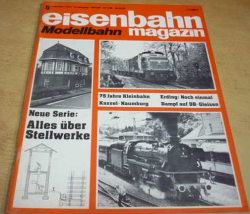 eisenbahn
Modellbahn magazin
75 Jahre Kleinbahn
Kassel-Naumburg
Erding: Noch einmal
Dampf auf DB-Gleisen
Neue Serie:
Alles über
Stellwerke